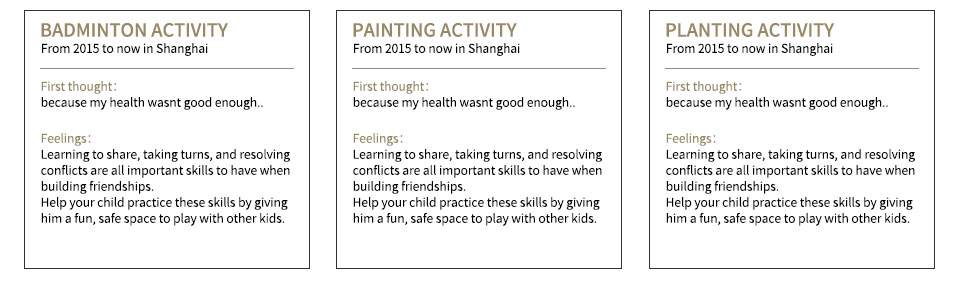 BADMINTON ACTIVITY
From 2015 to now in Shanghai
First thought：
because my health wasnt good enough..
Feelings：
Learning to share, taking turns, and resolving
conflicts are all important skills to have when
building friendships.
Help your child practice these skills by giving
him a fun, safe space to play with other kids.
PAINTING ACTIVITY
From 2015 to now in Shanghai
First thought：
because my health wasnt good enough..
Feelings：
Learning to share, taking turns, and resolving
conflicts are all important skills to have when
building friendships.
Help your child practice these skills by giving
him a fun, safe space to play with other kids.
PLANTING ACTIVITY
From 2015 to now in Shanghai
First thought：
because my health wasnt good enough..
Feelings：
Learning to share, taking turns, and resolving
conflicts are all important skills to have when
building friendships.
Help your child practice these skills by giving
him a fun, safe space to play with other kids.